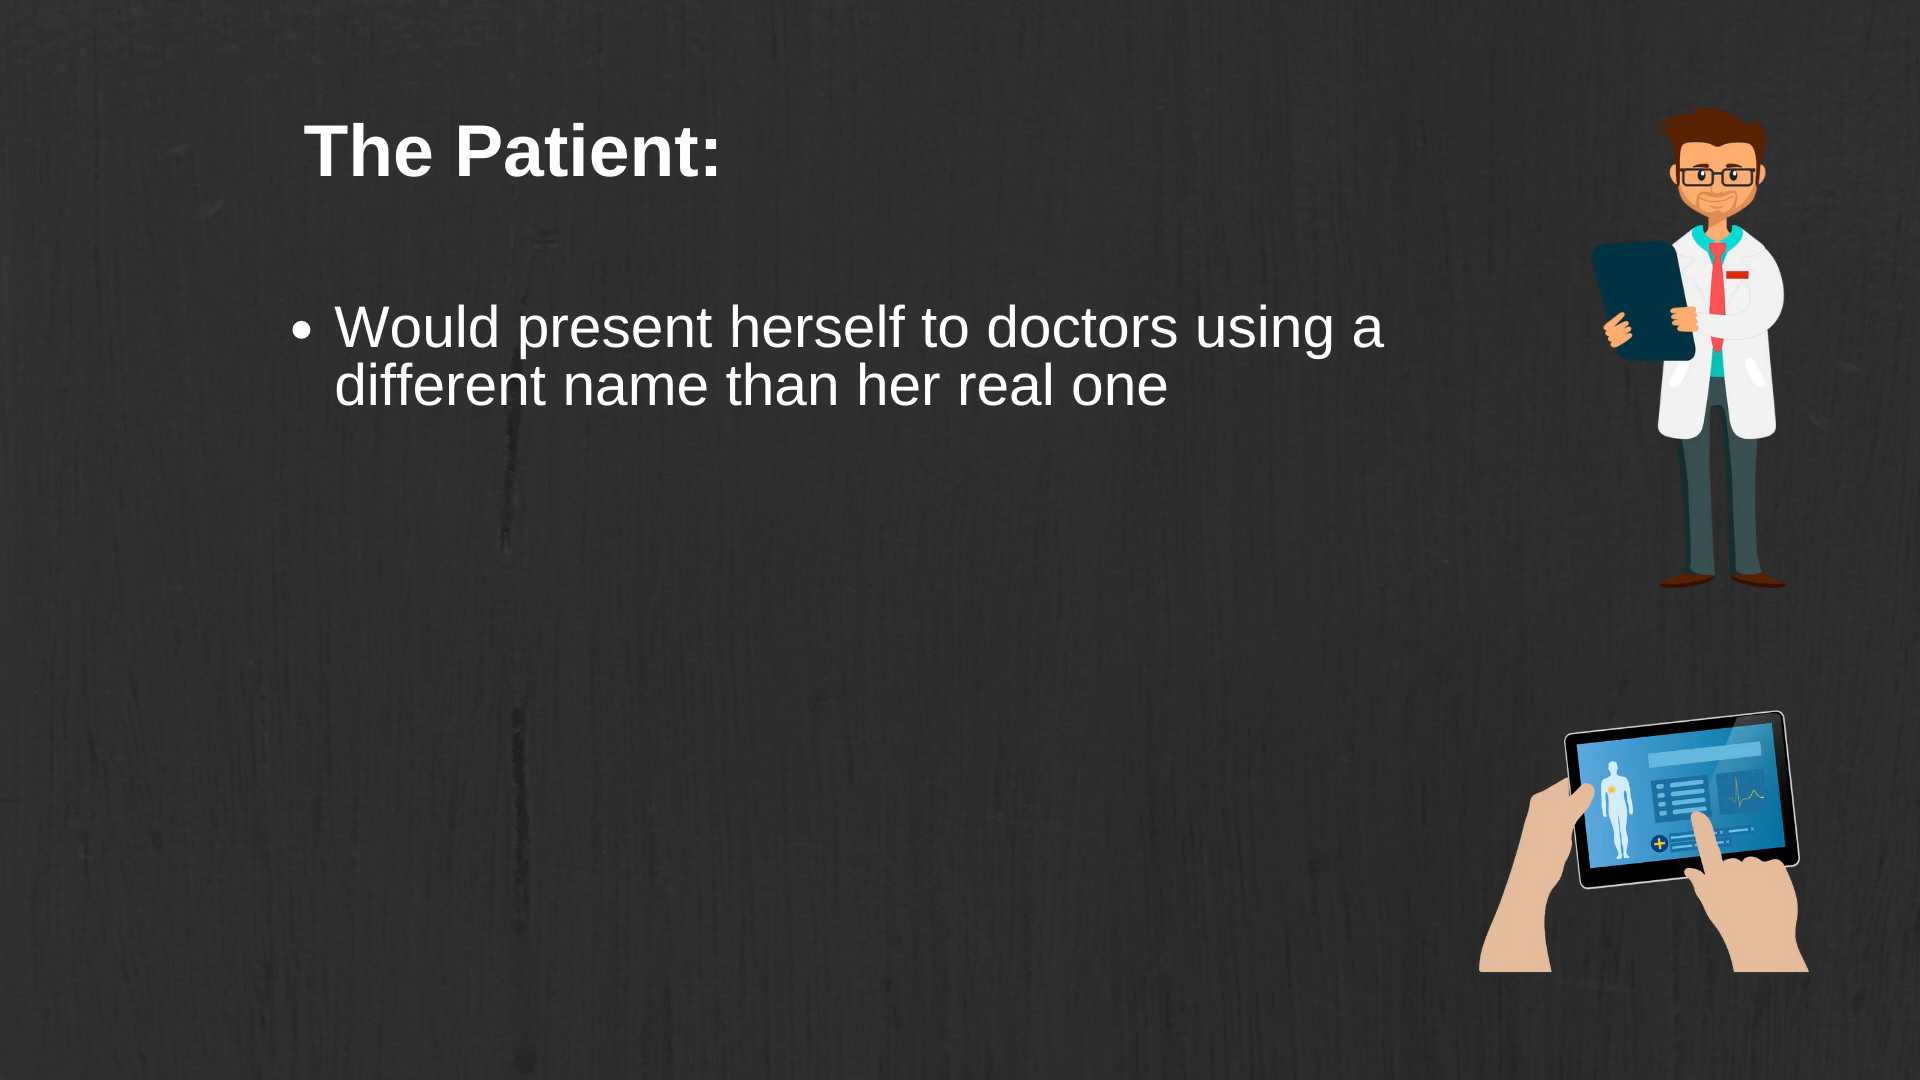 The Patient:
• Would present herself to doctors using a
different name than her real one